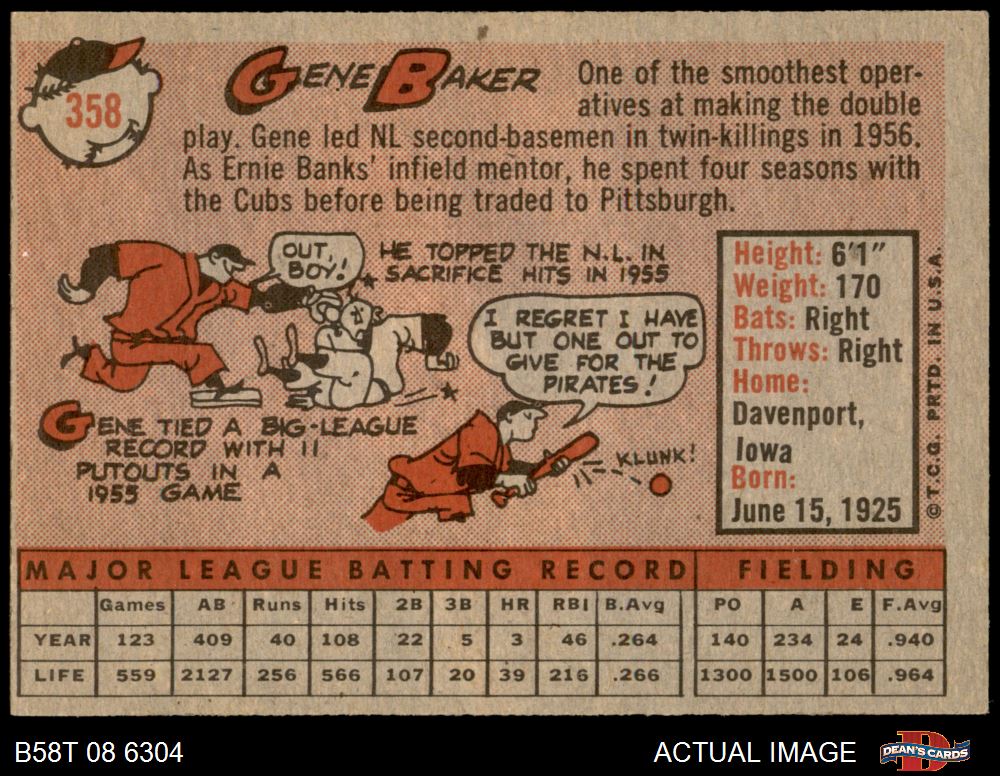 358
GENE BAKER
One of the smoothest oper-
atives at making the double
play. Gene led NL second-basemen in twin-killings in 1956.
As Ernie Banks' infield mentor, he spent four seasons with
the Cubs before being traded to Pittsburgh.
OUT,
BOY!
HE TOPPED THE N.L. IN
SACRIFICE HITS IN 1955
I REGRET I HAVE
BUT ONE OUT TO
GIVE FOR THE
PIRATES!
GENE TIED A BIG-LEAGUE
RECORD WITH 11
PUTOUTS IN A
1955 GAME
KLUNK!
Height: 6'1"
Weight: 170
Bats: Right
Throws: Right
Home:
Davenport,
Iowa
Born:
June 15, 1925
©T.C.G. PRTD. IN U.S.A.
MAJOR LEAGUE BATTING RECORD FIELDING
Games AB Runs Hits 2B 3B HR RBI B.Avg PO A E F.Avg
YEAR 123 409 40 108 22 5 3 46 .264 140 234 24 .940
LIFE 559 2127 256 566 107 20 39 216 .266 1300 1500 106 .964
B58T 08 6304 ACTUAL IMAGE DEAN'S CARDS